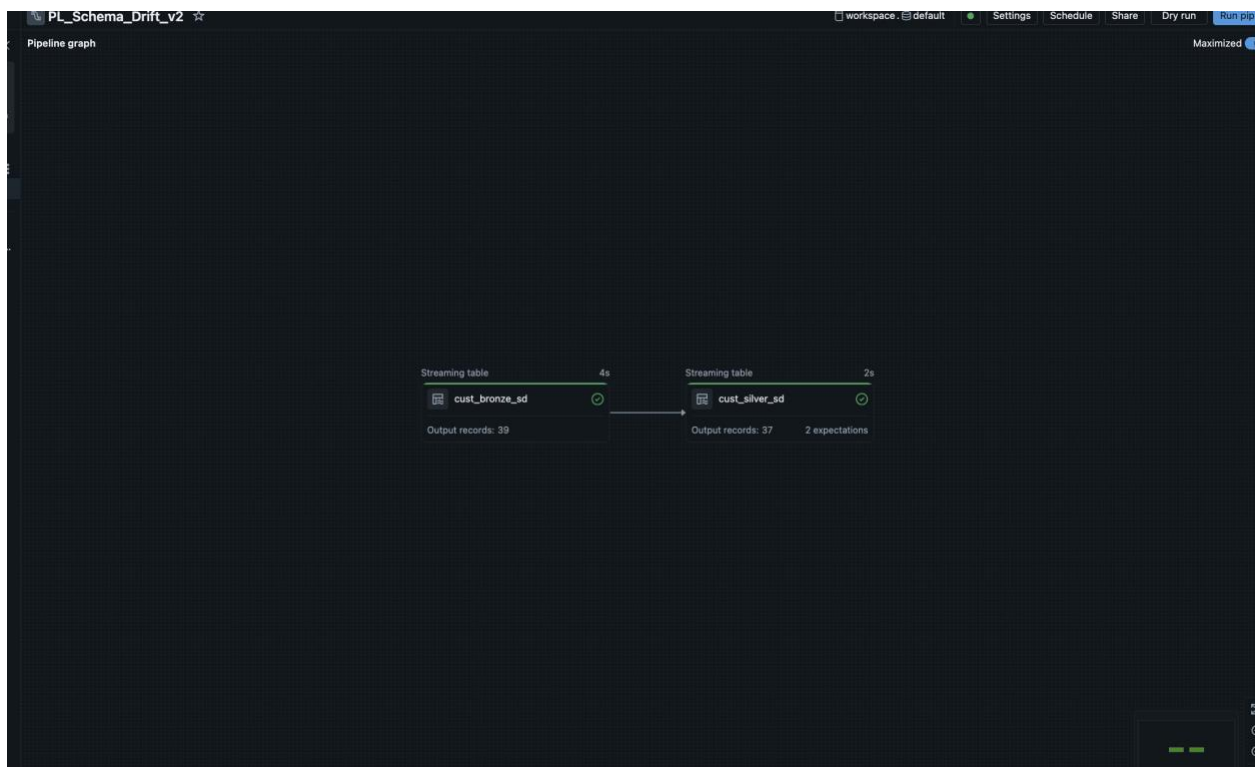 PL_Schema_Drift_v2
workspace. default Settings Schedule Share Dry run Run pip
Pipeline graph Maximized
Streaming table 4s
cust_bronze_sd
Output records: 39
Streaming table 2s
cust_silver_sd
Output records: 37 2 expectations